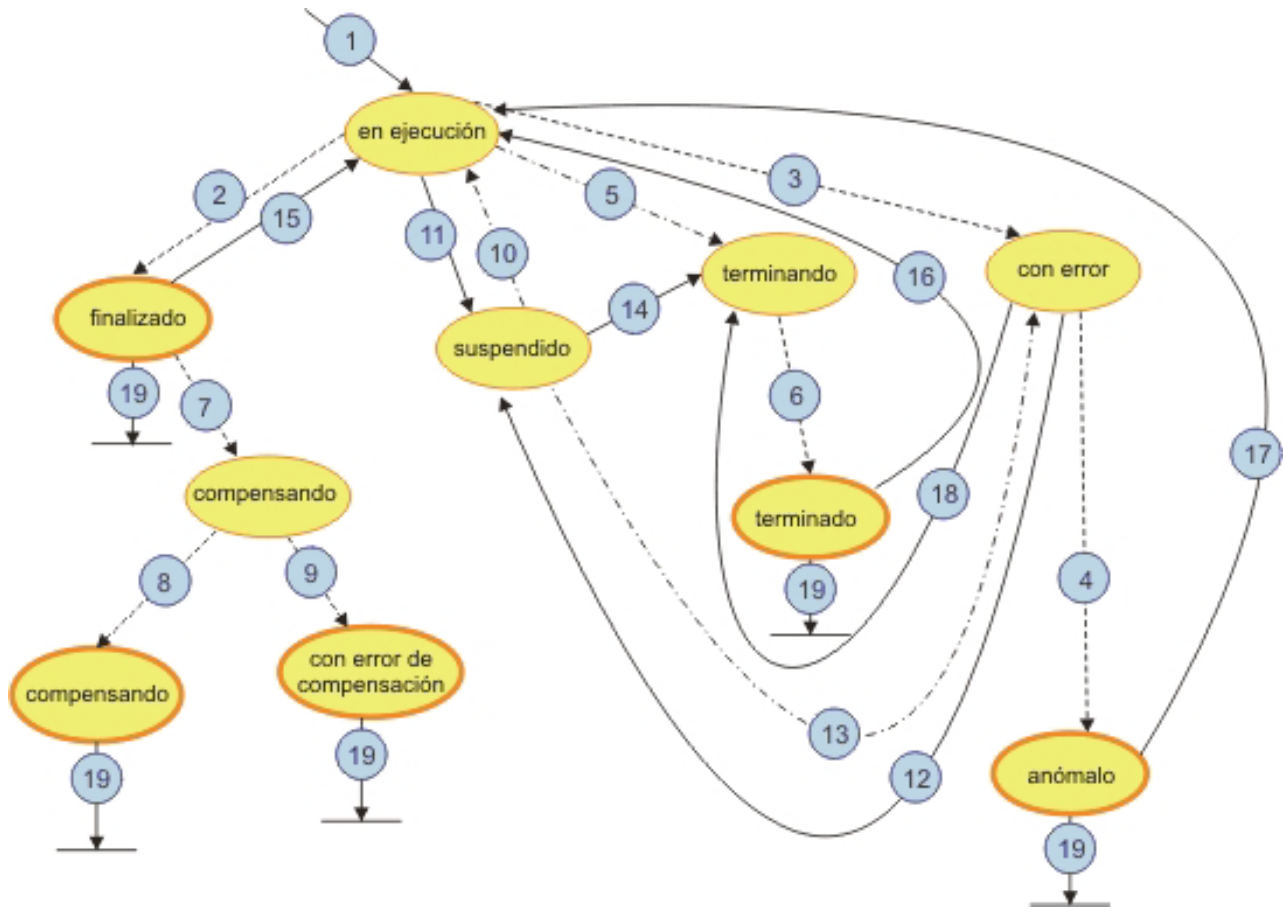 1
en ejecución
2
3
15
5
11
10
terminando
con error
16
finalizado
14
suspendido
19
7
6
17
compensando
18
terminado
8
9
4
19
con error de
compensación
compensando
13
12
anómalo
19
19
19